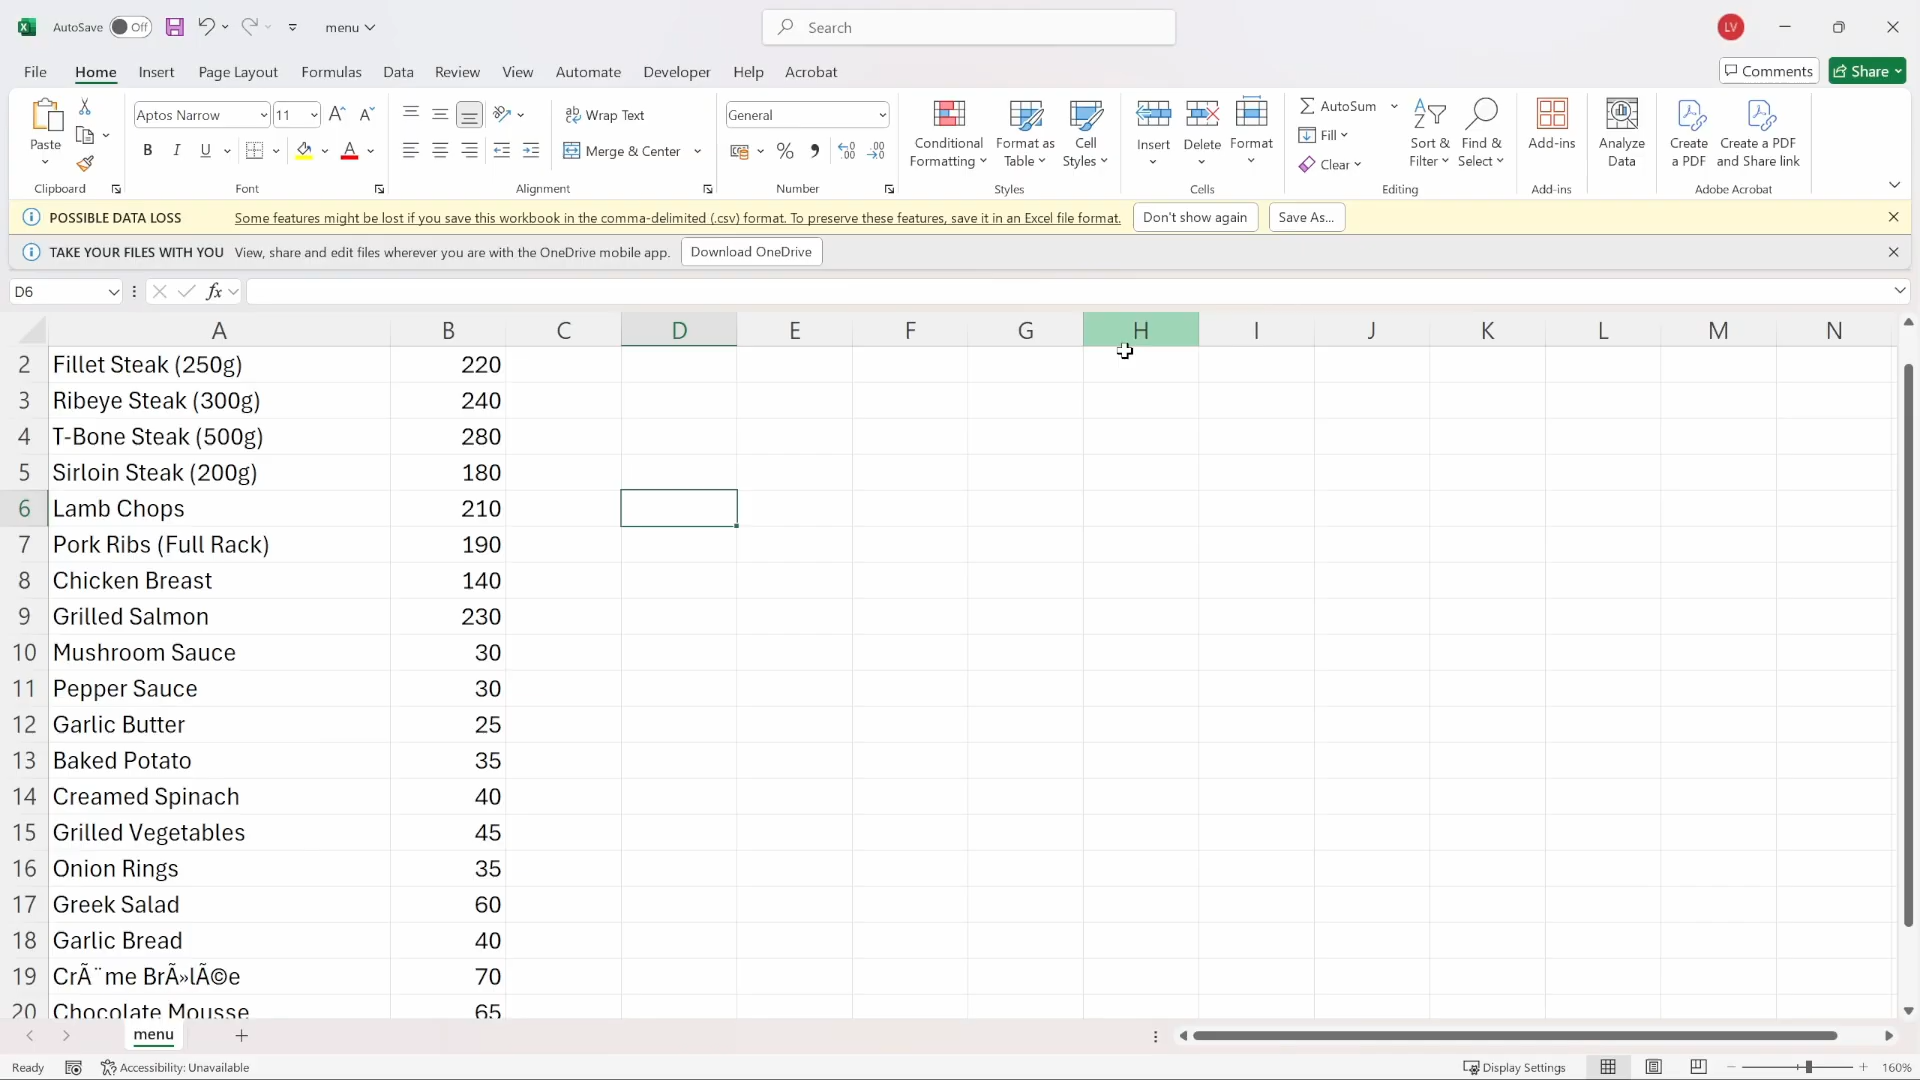 AutoSave Off menu Search LV
File Home Insert Page Layout Formulas Data Review View Automate Developer Help Acrobat Comments Share
Paste Aptos Narrow 11 A A Wrap Text General Conditional Formatting Format as Table Cell Styles Insert Delete Format AutoSum Fill Clear Sort & Filter Find & Select Add-ins Analyze Data Create a PDF Create a PDF and Share link
B I U A Merge & Center % ,
Clipboard Font Alignment Number Styles Cells Editing Add-ins Adobe Acrobat
POSSIBLE DATA LOSS Some features might be lost if you save this workbook in the comma-delimited (.csv) format. To preserve these features, save it in an Excel file format. Don't show again Save As...
TAKE YOUR FILES WITH YOU View, share and edit files wherever you are with the OneDrive mobile app. Download OneDrive
D6 fx
A B C D E F G H I J K L M N
2 Fillet Steak (250g) 220
3 Ribeye Steak (300g) 240
4 T-Bone Steak (500g) 280
5 Sirloin Steak (200g) 180
6 Lamb Chops 210
7 Pork Ribs (Full Rack) 190
8 Chicken Breast 140
9 Grilled Salmon 230
10 Mushroom Sauce 30
11 Pepper Sauce 30
12 Garlic Butter 25
13 Baked Potato 35
14 Creamed Spinach 40
15 Grilled Vegetables 45
16 Onion Rings 35
17 Greek Salad 60
18 Garlic Bread 40
19 CrÃ¨me BrÃ»lÃ©e 70
20 Chocolate Mousse 65
menu
Ready Accessibility: Unavailable Display Settings 160%